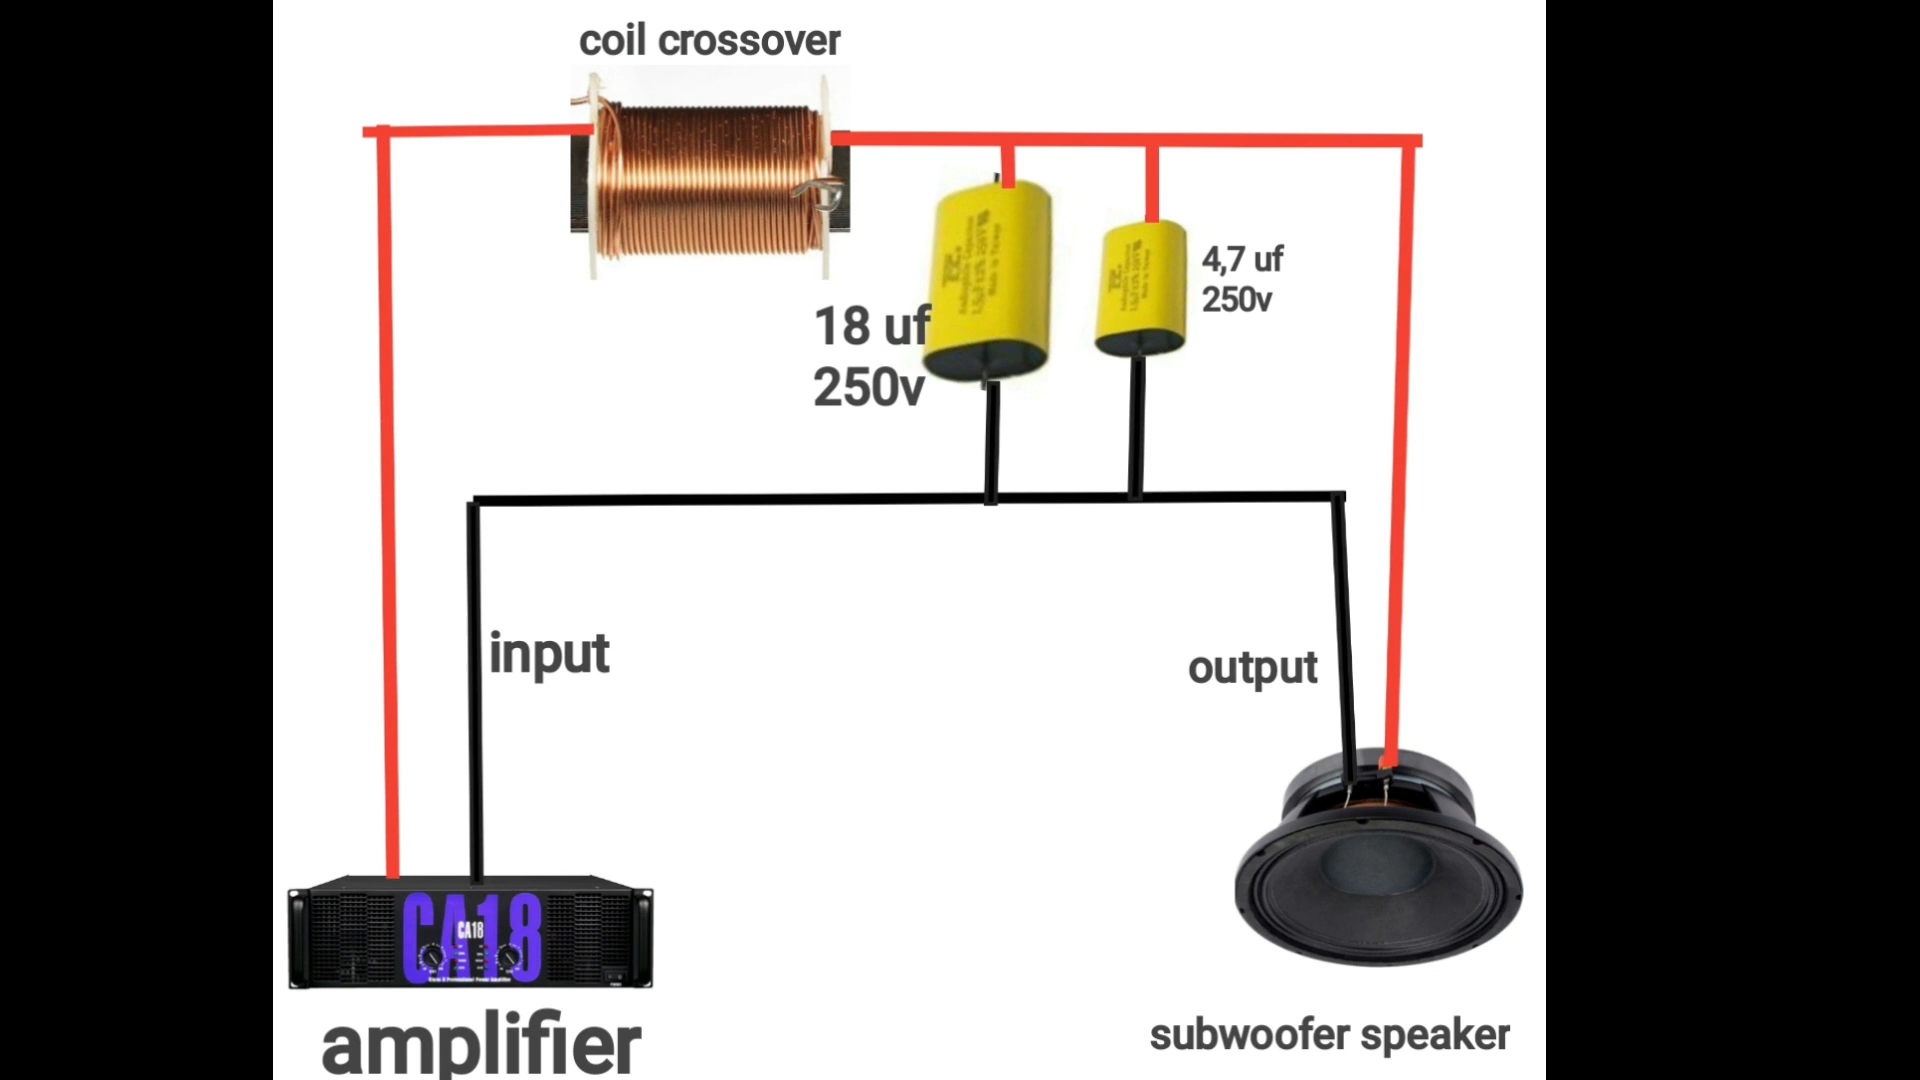 coil crossover
4,7 uf
250v
18 uf
250v
input
output
CA18
CA18
amplifier
subwoofer speaker